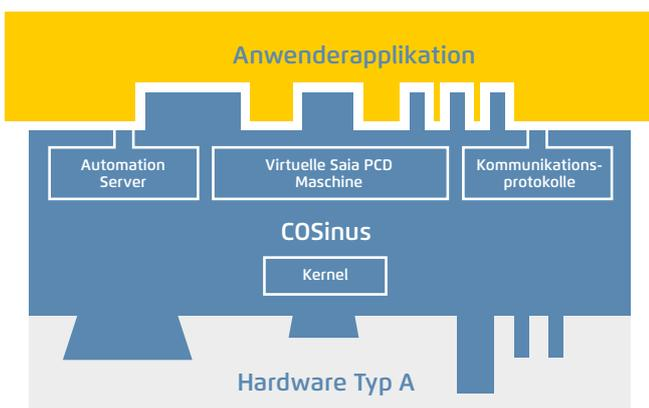 Anwenderapplikation
Automation
Server
Virtuelle Saia PCD
Maschine
Kommunikations-
protokolle
COSinus
Kernel
Hardware Typ A